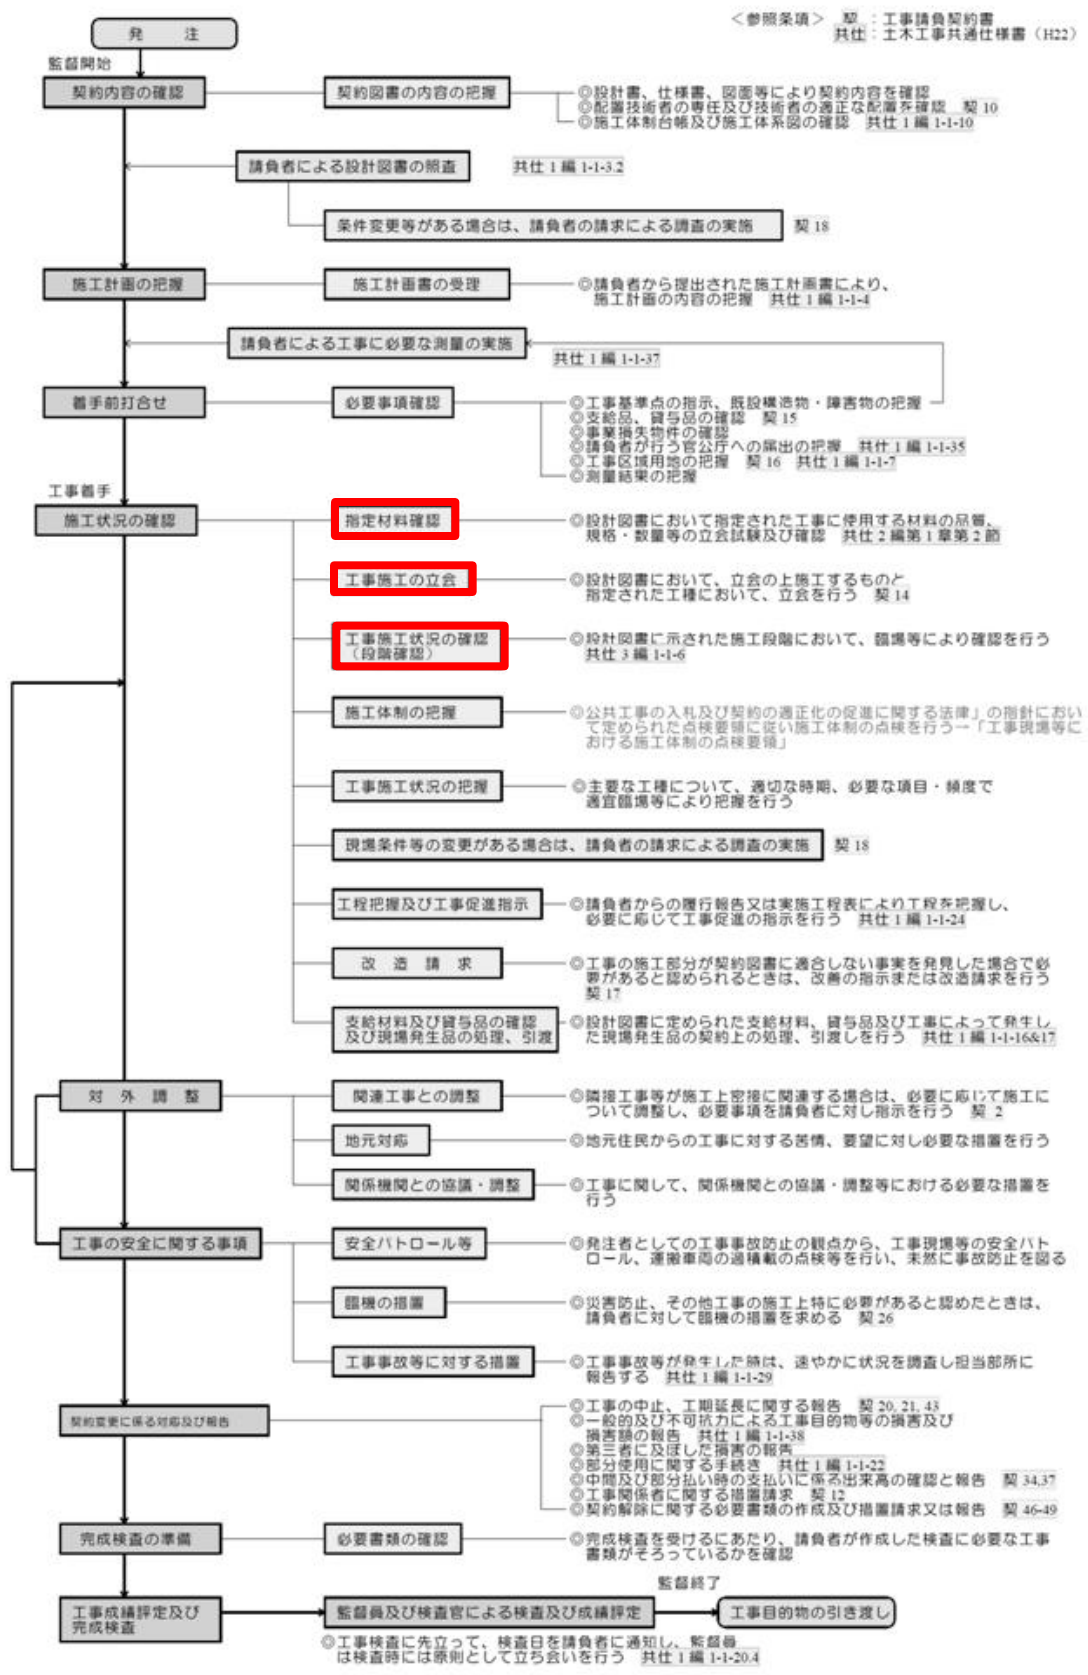 ＜参照条項＞ 契 ：工事請負契約書
共仕：土木工事共通仕様書（H22）
発 注
監督開始
契約内容の確認
契約図書の内容の把握
◎設計書、仕様書、図面等により契約内容を確認
◎配置技術者の専任及び技術者の適正な配置を確認 契 10
◎施工体制台帳及び施工体系図の確認 共仕 1 編 1-1-10
請負者による設計図書の照査
共仕 1 編 1-1-3.2
条件変更等がある場合は、請負者の請求による調査の実施
契 18
施工計画の把握
施工計画書の受理
◎請負者から提出された施工計画書により、
施工計画の内容の把握 共仕 1 編 1-1-4
請負者による工事に必要な測量の実施
共仕 1 編 1-1-37
着手前打合せ
必要事項確認
◎工事基準点の指示、既設構造物・障害物の把握
◎支給品、貸与品の確認 契 15
◎事業損失物件の確認
◎請負者が行う官公庁への届出の把握 共仕 1 編 1-1-35
◎工事区域用地の把握 契 16 共仕 1 編 1-1-7
◎測量結果の把握
工事着手
施工状況の確認
指定材料確認
◎設計図書において指定された工事に使用する材料の品質、
規格・数量等の立会試験及び確認 共仕 2 編第 1 章第 2 節
工事施工の立会
◎設計図書において、立会の上施工するものと
指定された工種において、立会を行う 契 14
工事施工状況の確認
（段階確認）
◎設計図書に示された施工段階において、臨場等により確認を行う
共仕 3 編 1-1-6
施工体制の把握
◎公共工事の入札及び契約の適正化の促進に関する法律」の指針におい
て定められた点検要領に従い施工体制の点検を行う→「工事現場等に
おける施工体制の点検要領」
工事施工状況の把握
◎主要な工種について、適切な時期、必要な項目・頻度で
適宜臨場等により把握を行う
現場条件等の変更がある場合は、請負者の請求による調査の実施
契 18
工程把握及び工事促進指示
◎請負者からの履行報告又は実施工程表により工程を把握し、
必要に応じて工事促進の指示を行う 共仕 1 編 1-1-24
改 造 請 求
◎工事の施工部分が契約図書に適合しない事実を発見した場合で必
要があると認められるときは、改善の指示または改造請求を行う
契 17
支給材料及び貸与品の確認
及び現場発生品の処理、引渡
◎設計図書に定められた支給材料、貸与品及び工事によって発生し
た現場発生品の契約上の処理、引渡しを行う 共仕 1 編 1-1-16&17
対 外 調 整
関連工事との調整
◎隣接工事等が施工上密接に関連する場合は、必要に応じて施工に
ついて調整し、必要事項を請負者に対し指示を行う 契 2
地元対応
◎地元住民からの工事に対する苦情、要望に対し必要な措置を行う
関係機関との協議・調整
◎工事に関して、関係機関との協議・調整等における必要な措置を
行う
工事の安全に関する事項
安全パトロール等
◎発注者としての工事事故防止の観点から、工事現場等の安全パト
ロール、運搬車両の過積載の点検等を行い、未然に事故防止を図る
臨機の措置
◎災害防止、その他工事の施工上特に必要があると認めたときは、
請負者に対して臨機の措置を求める 契 26
工事事故等に対する措置
◎工事事故等が発生した時は、速やかに状況を調査し担当部所に
報告する 共仕 1 編 1-1-29
契約変更に係る対応及び報告
◎工事の中止、工期延長に関する報告 契 20, 21, 43
◎一般的及び不可抗力による工事目的物等の損害及び
損害額の報告 共仕 1 編 1-1-38
◎第三者に及ぼした損害の報告
◎部分使用に関する手続き 共仕 1 編 1-1-22
◎中間及び部分払い時の支払いに係る出来高の確認と報告 契 34,37
◎工事関係者に関する措置請求 契 12
◎契約解除に関する必要書類の作成及び措置請求又は報告 契 46-49
完成検査の準備
必要書類の確認
◎完成検査を受けるにあたり、請負者が作成した検査に必要な工事
書類がそろっているかを確認
監督終了
工事成績評定及び
完成検査
監督員及び検査官による検査及び成績評定
工事目的物の引き渡し
◎工事検査に先立って、検査日を請負者に通知し、監督員
は検査時には原則として立ち会いを行う 共仕 1 編 1-1-20.4